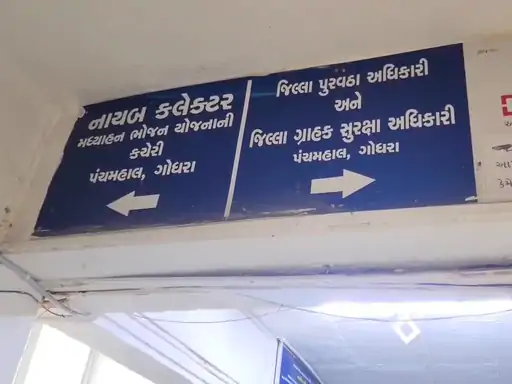 નાયબ કલેક્ટર
મધ્યાહન ભોજન યોજનાની
કચેરી
પંચમહાલ, ગોધરા
જિલ્લા પુરવઠા અધિકારી
અને
જિલ્લા ગ્રાહક સુરક્ષા અધિકારી
પંચમહાલ, ગોધરા